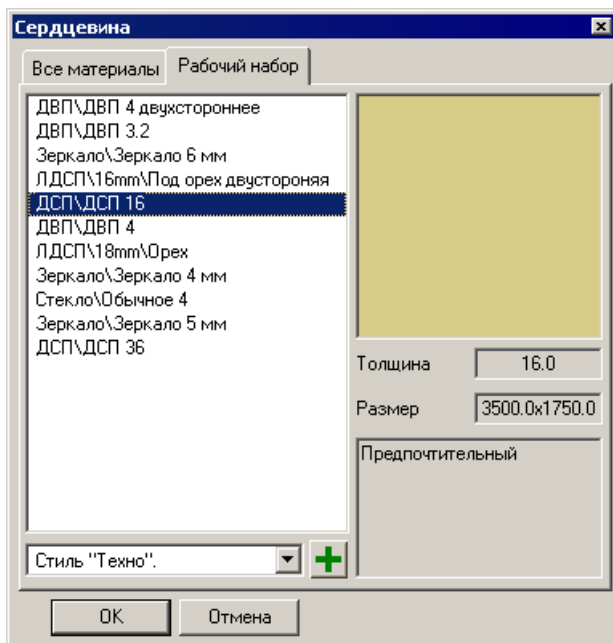 Сердцевина
Все материалы
Рабочий набор
ДВП\ДВП 4 двухстороннее
ДВП\ДВП 3.2
Зеркало\Зеркало 6 мм
ЛДСП\16mm\Под орех двустороняя
ДСП\ДСП 16
ДВП\ДВП 4
ЛДСП\18mm\Орех
Зеркало\Зеркало 4 мм
Стекло\Обычное 4
Зеркало\Зеркало 5 мм
ДСП\ДСП 36
Толщина 16.0
Размер 3500.0x1750.0
Предпочтительный
Стиль "Техно".
OK
Отмена